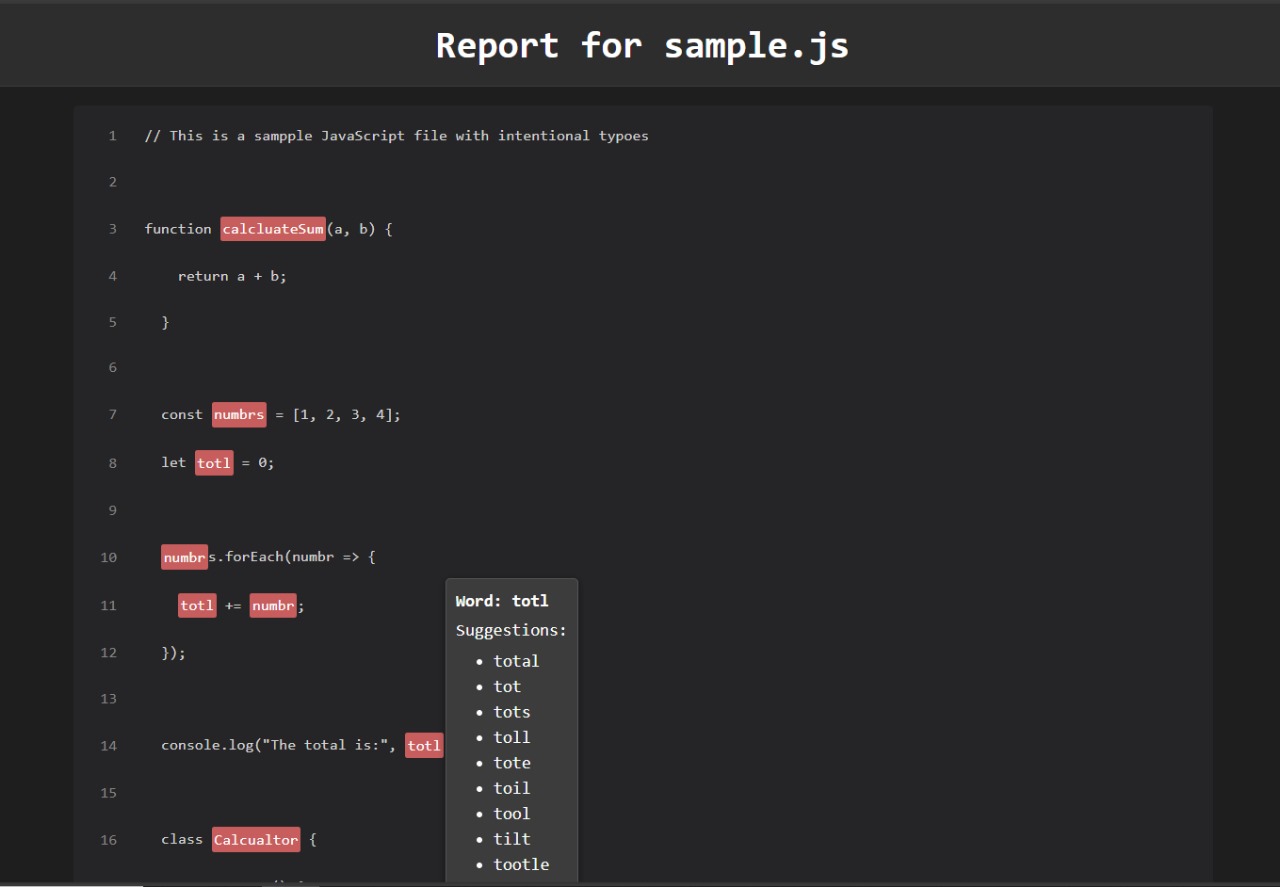 Report for sample.js
1 // This is a sampple JavaScript file with intentional typoes
2
3 function calcluateSum(a, b) {
4 return a + b;
5 }
6
7 const numbrs = [1, 2, 3, 4];
8 let totl = 0;
9
10 numbrs.forEach(numbr => {
11 totl += numbr;
12 });
13
14 console.log("The total is:", totl
15
16 class Calcualtor {
Word: totl
Suggestions:
• total
• tot
• tots
• toll
• tote
• toil
• tool
• tilt
• tootle